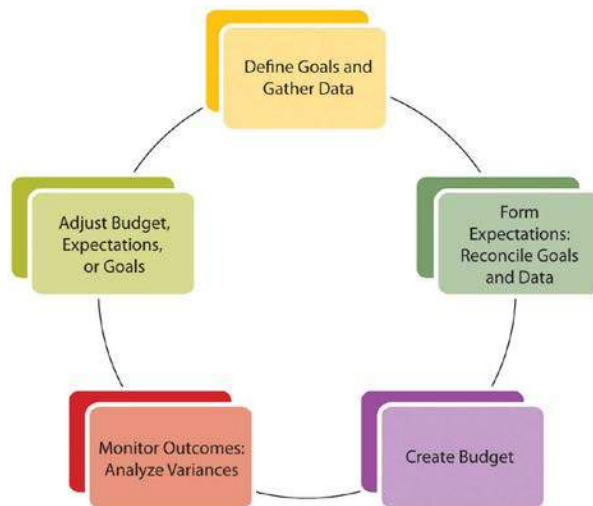 Define Goals and
Gather Data
Form
Expectations:
Reconcile Goals
and Data
Create Budget
Monitor Outcomes:
Analyze Variances
Adjust Budget,
Expectations,
or Goals